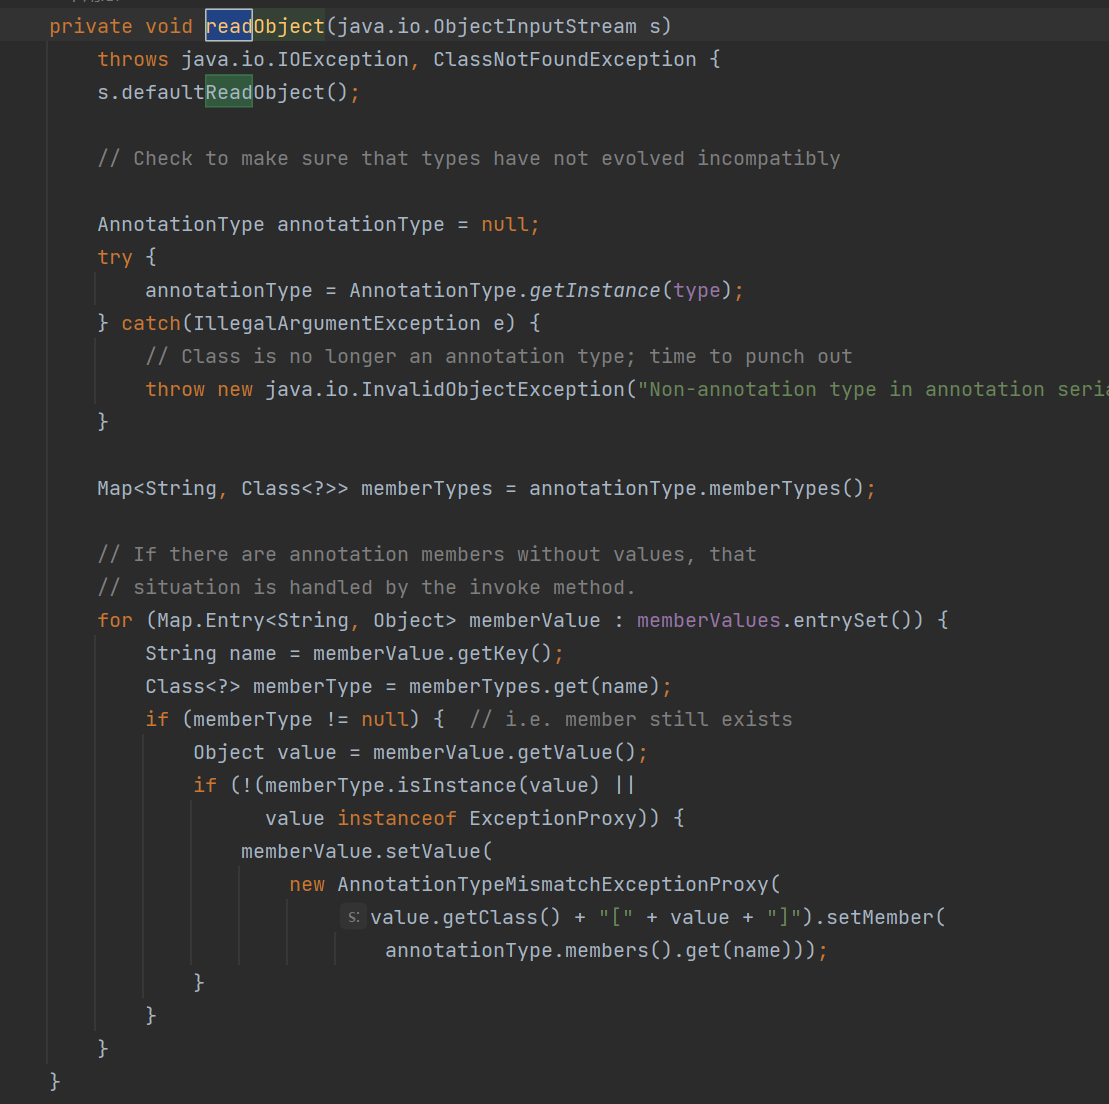 private void readObject(java.io.ObjectInputStream s)
    throws java.io.IOException, ClassNotFoundException {
    s.defaultReadObject();

    // Check to make sure that types have not evolved incompatibly

    AnnotationType annotationType = null;
    try {
        annotationType = AnnotationType.getInstance(type);
    } catch(IllegalArgumentException e) {
        // Class is no longer an annotation type; time to punch out
        throw new java.io.InvalidObjectException("Non-annotation type in annotation seria
    }

    Map<String, Class<?>> memberTypes = annotationType.memberTypes();

    // If there are annotation members without values, that
    // situation is handled by the invoke method.
    for (Map.Entry<String, Object> memberValue : memberValues.entrySet()) {
        String name = memberValue.getKey();
        Class<?> memberType = memberTypes.get(name);
        if (memberType != null) {  // i.e. member still exists
            Object value = memberValue.getValue();
            if (!(memberType.isInstance(value) ||
                  value instanceof ExceptionProxy)) {
                memberValue.setValue(
                    new AnnotationTypeMismatchExceptionProxy(
                        s: value.getClass() + "[" + value + "]").setMember(
                            annotationType.members().get(name)));
            }
        }
    }
}